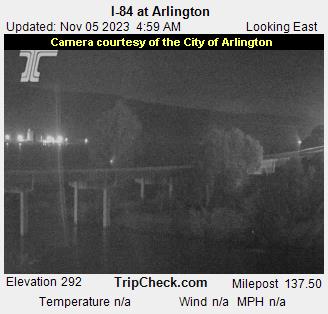 I-84 at Arlington
Updated: Nov 05 2023 4:59 AM Looking East
Camera courtesy of the City of Arlington
Elevation 292 TripCheck.com Milepost 137.50
Temperature n/a Wind n/a MPH n/a